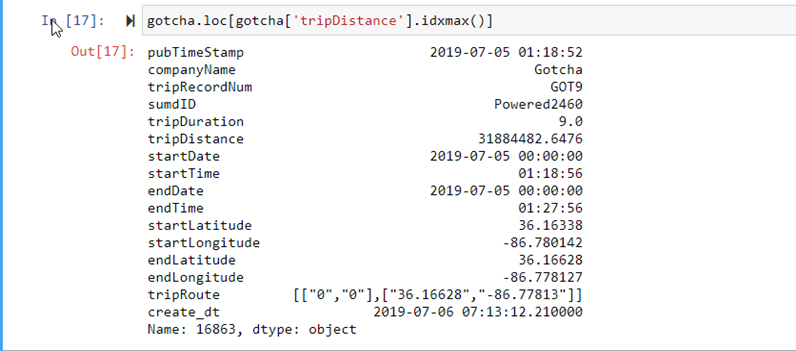 In [17]: gotcha.loc[gotcha['tripDistance'].idxmax()]
Out[17]: pubTimeStamp 2019-07-05 01:18:52
companyName Gotcha
tripRecordNum GOT9
sumdID Powered2460
tripDuration 9.0
tripDistance 31884482.6476
startDate 2019-07-05 00:00:00
startTime 01:18:56
endDate 2019-07-05 00:00:00
endTime 01:27:56
startLatitude 36.16338
startLongitude -86.780142
endLatitude 36.16628
endLongitude -86.778127
tripRoute [["0","0"],["36.16628","-86.77813"]]
create_dt 2019-07-06 07:13:12.210000
Name: 16863, dtype: object